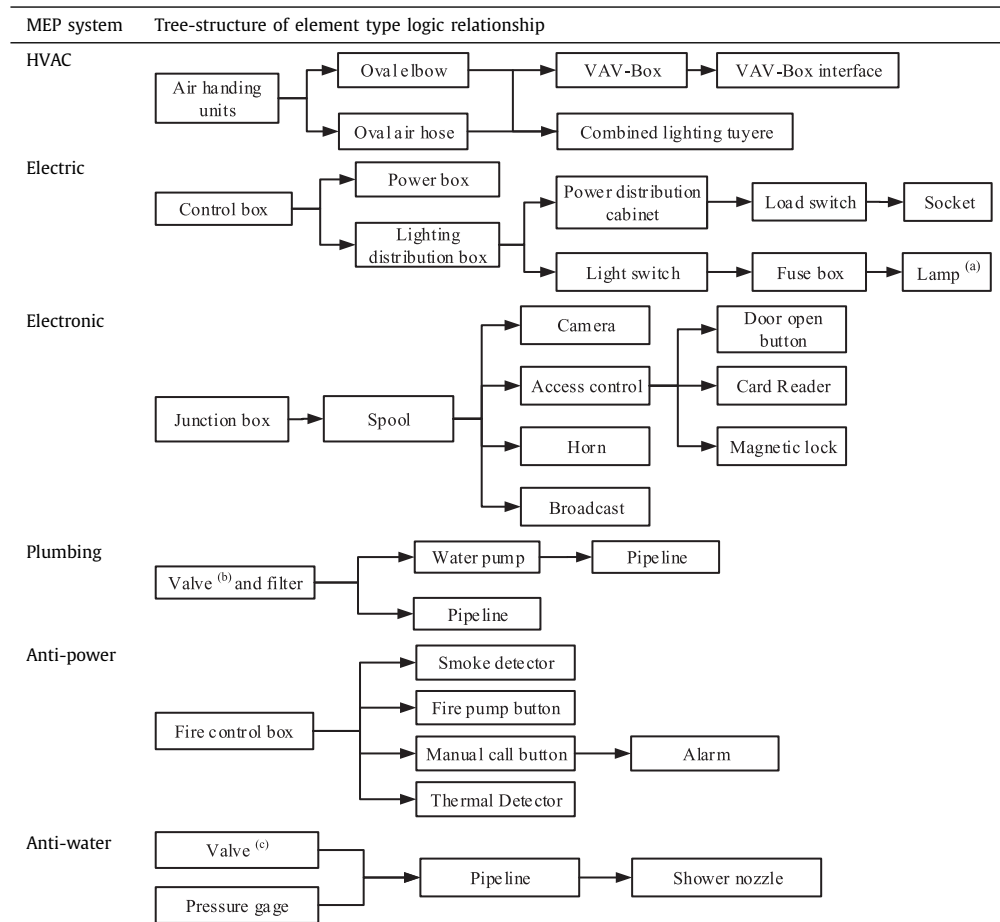 MEP system Tree-structure of element type logic relationship
HVAC
Air handing
units
Oval elbow
Oval air hose
VAV-Box
VAV-Box interface
Combined lighting tuyere
Electric
Control box
Power box
Lighting
distribution box
Power distribution
cabinet
Load switch
Socket
Light switch
Fuse box
Lamp (a)
Electronic
Junction box
Spool
Camera
Access control
Horn
Broadcast
Door open
button
Card Reader
Magnetic lock
Plumbing
Valve (b) and filter
Water pump
Pipeline
Pipeline
Anti-power
Fire control box
Smoke detector
Fire pump button
Manual call button
Alarm
Thermal Detector
Anti-water
Valve (c)
Pressure gage
Pipeline
Shower nozzle